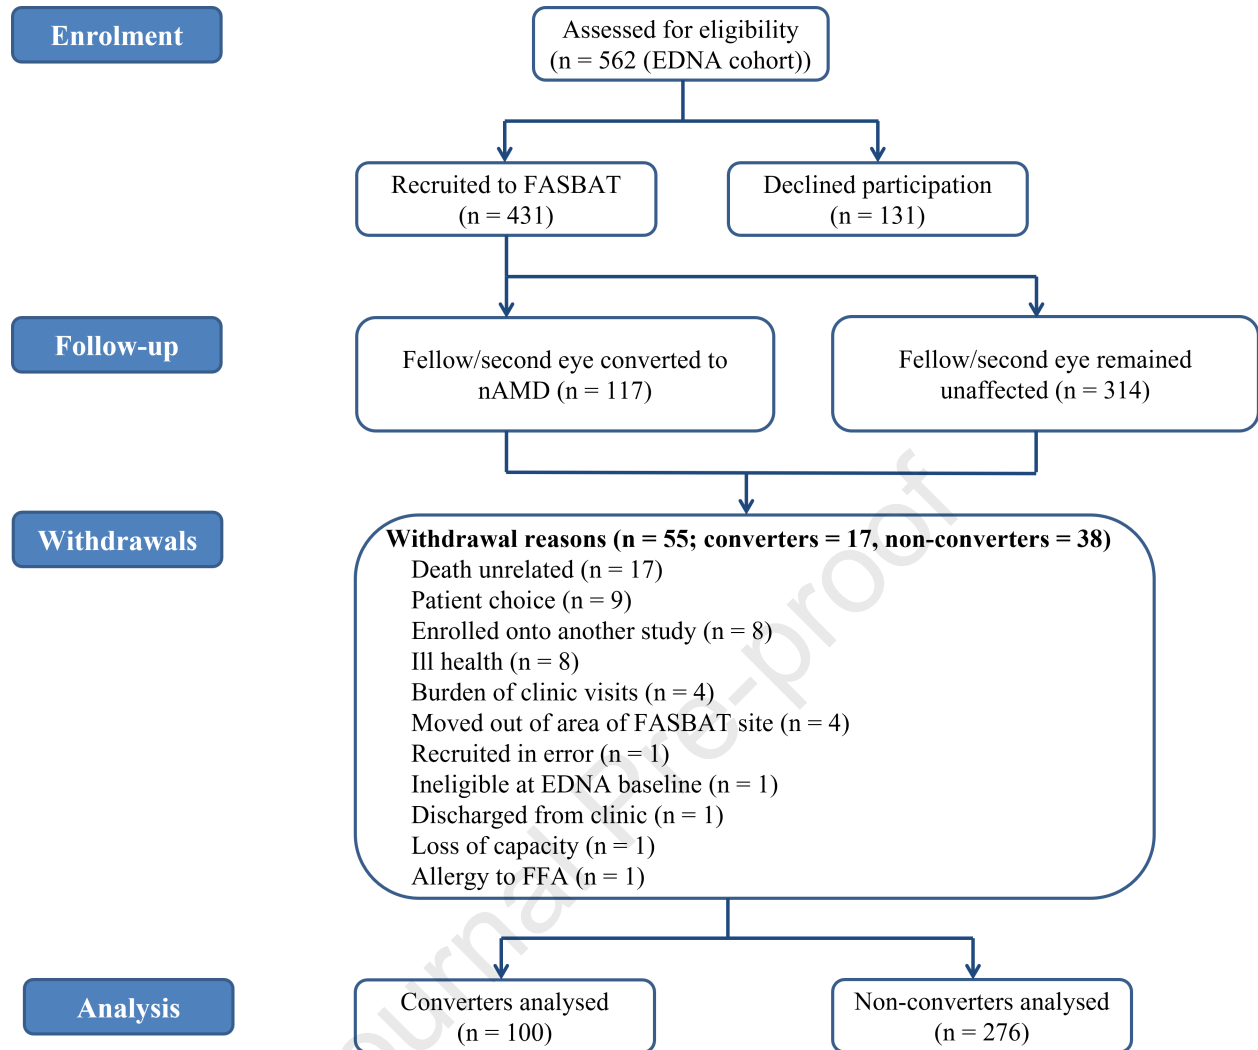 Enrolment
Assessed for eligibility
(n = 562 (EDNA cohort))
Recruited to FASBAT
(n = 431)
Declined participation
(n = 131)
Follow-up
Fellow/second eye converted to
nAMD (n = 117)
Fellow/second eye remained
unaffected (n = 314)
Withdrawals
Withdrawal reasons (n = 55; converters = 17, non-converters = 38)
Death unrelated (n = 17)
Patient choice (n = 9)
Enrolled onto another study (n = 8)
Ill health (n = 8)
Burden of clinic visits (n = 4)
Moved out of area of FASBAT site (n = 4)
Recruited in error (n = 1)
Ineligible at EDNA baseline (n = 1)
Discharged from clinic (n = 1)
Loss of capacity (n = 1)
Allergy to FFA (n = 1)
Analysis
Converters analysed
(n = 100)
Non-converters analysed
(n = 276)
ournal Pre-proof